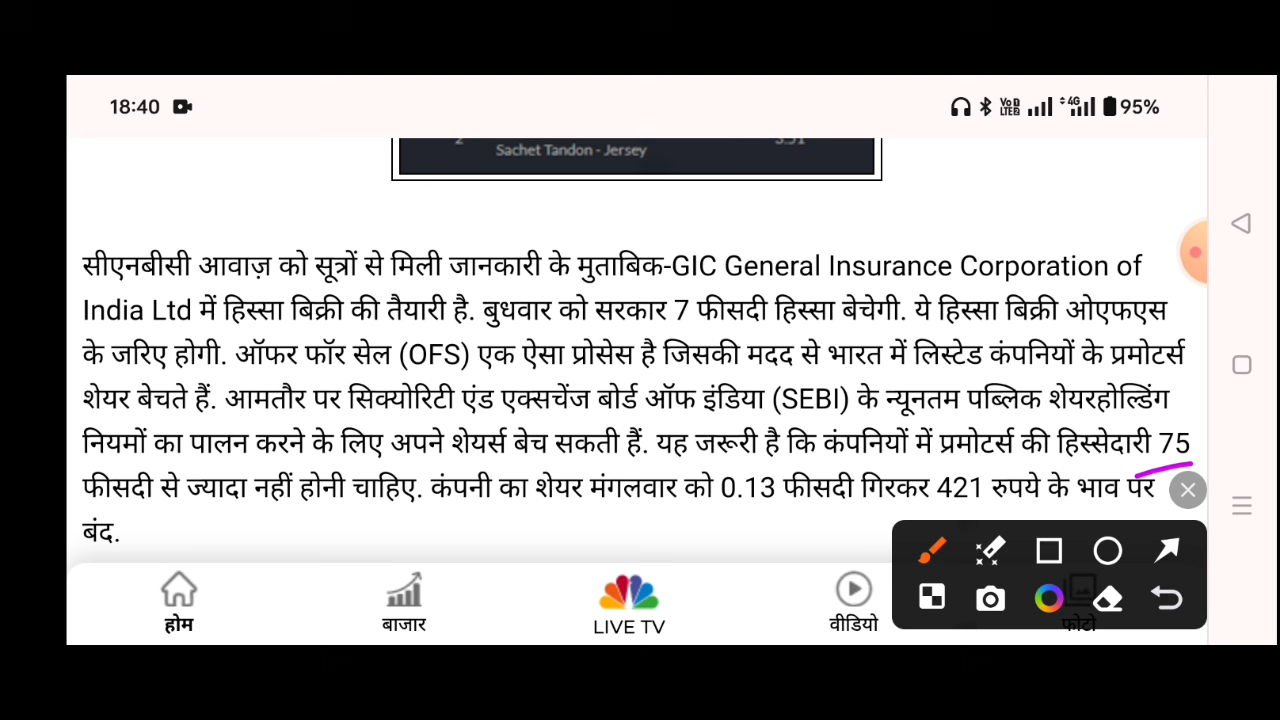 18:40 VoD LTE2 4G 95%
Sachet Tandon - Jersey
सीएनबीसी आवाज़ को सूत्रों से मिली जानकारी के मुताबिक-GIC General Insurance Corporation of
India Ltd में हिस्सा बिक्री की तैयारी है. बुधवार को सरकार 7 फीसदी हिस्सा बेचेगी. ये हिस्सा बिक्री ओएफएस
के जरिए होगी. ऑफर फॉर सेल (OFS) एक ऐसा प्रोसेस है जिसकी मदद से भारत में लिस्टेड कंपनियों के प्रमोटर्स
शेयर बेचते हैं. आमतौर पर सिक्योरिटी एंड एक्सचेंज बोर्ड ऑफ इंडिया (SEBI) के न्यूनतम पब्लिक शेयरहोल्डिंग
नियमों का पालन करने के लिए अपने शेयर्स बेच सकती हैं. यह जरूरी है कि कंपनियों में प्रमोटर्स की हिस्सेदारी 75
फीसदी से ज्यादा नहीं होनी चाहिए. कंपनी का शेयर मंगलवार को 0.13 फीसदी गिरकर 421 रुपये के भाव पर
बंद.
होम बाजार LIVE TV वीडियो फोटो